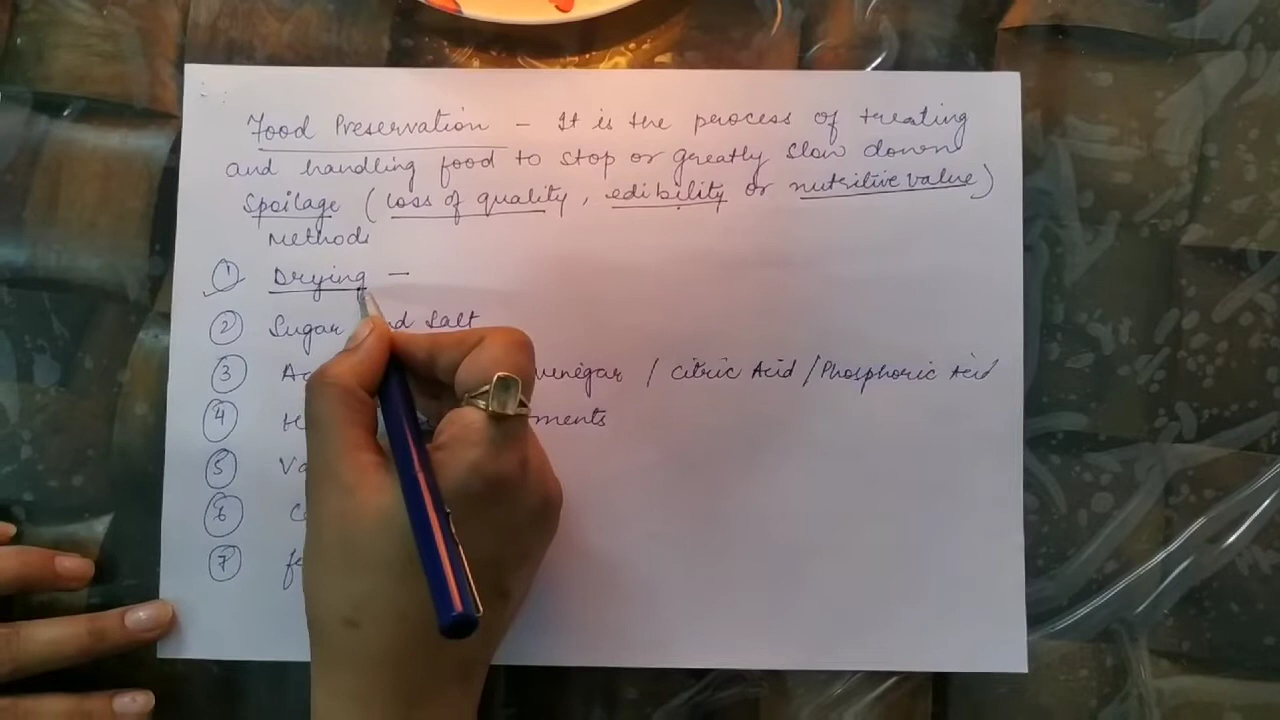 Food Preservation - It is the process of treating
and handling food to stop or greatly slow down
spoilage (loss of quality, edibility or nutritive value)
Methods
① Drying -
② Sugar and Salt
③ vinegar / Citric Acid / Phosphoric Acid
④
⑤
⑥
⑦